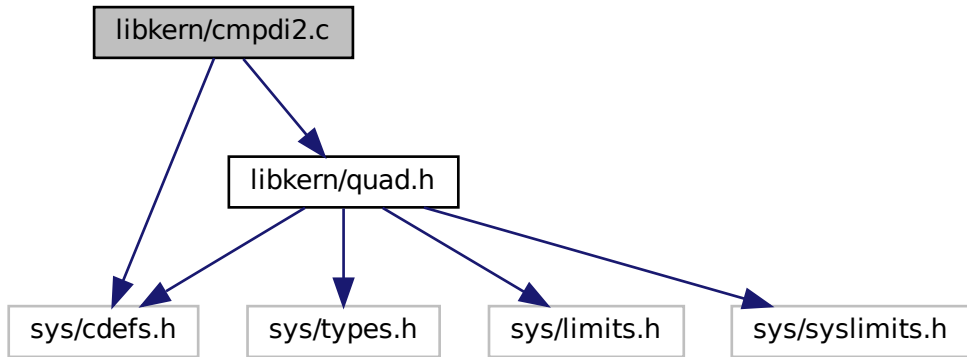 libkern/cmpdi2.c
libkern/quad.h
sys/cdefs.h
sys/types.h
sys/limits.h
sys/syslimits.h